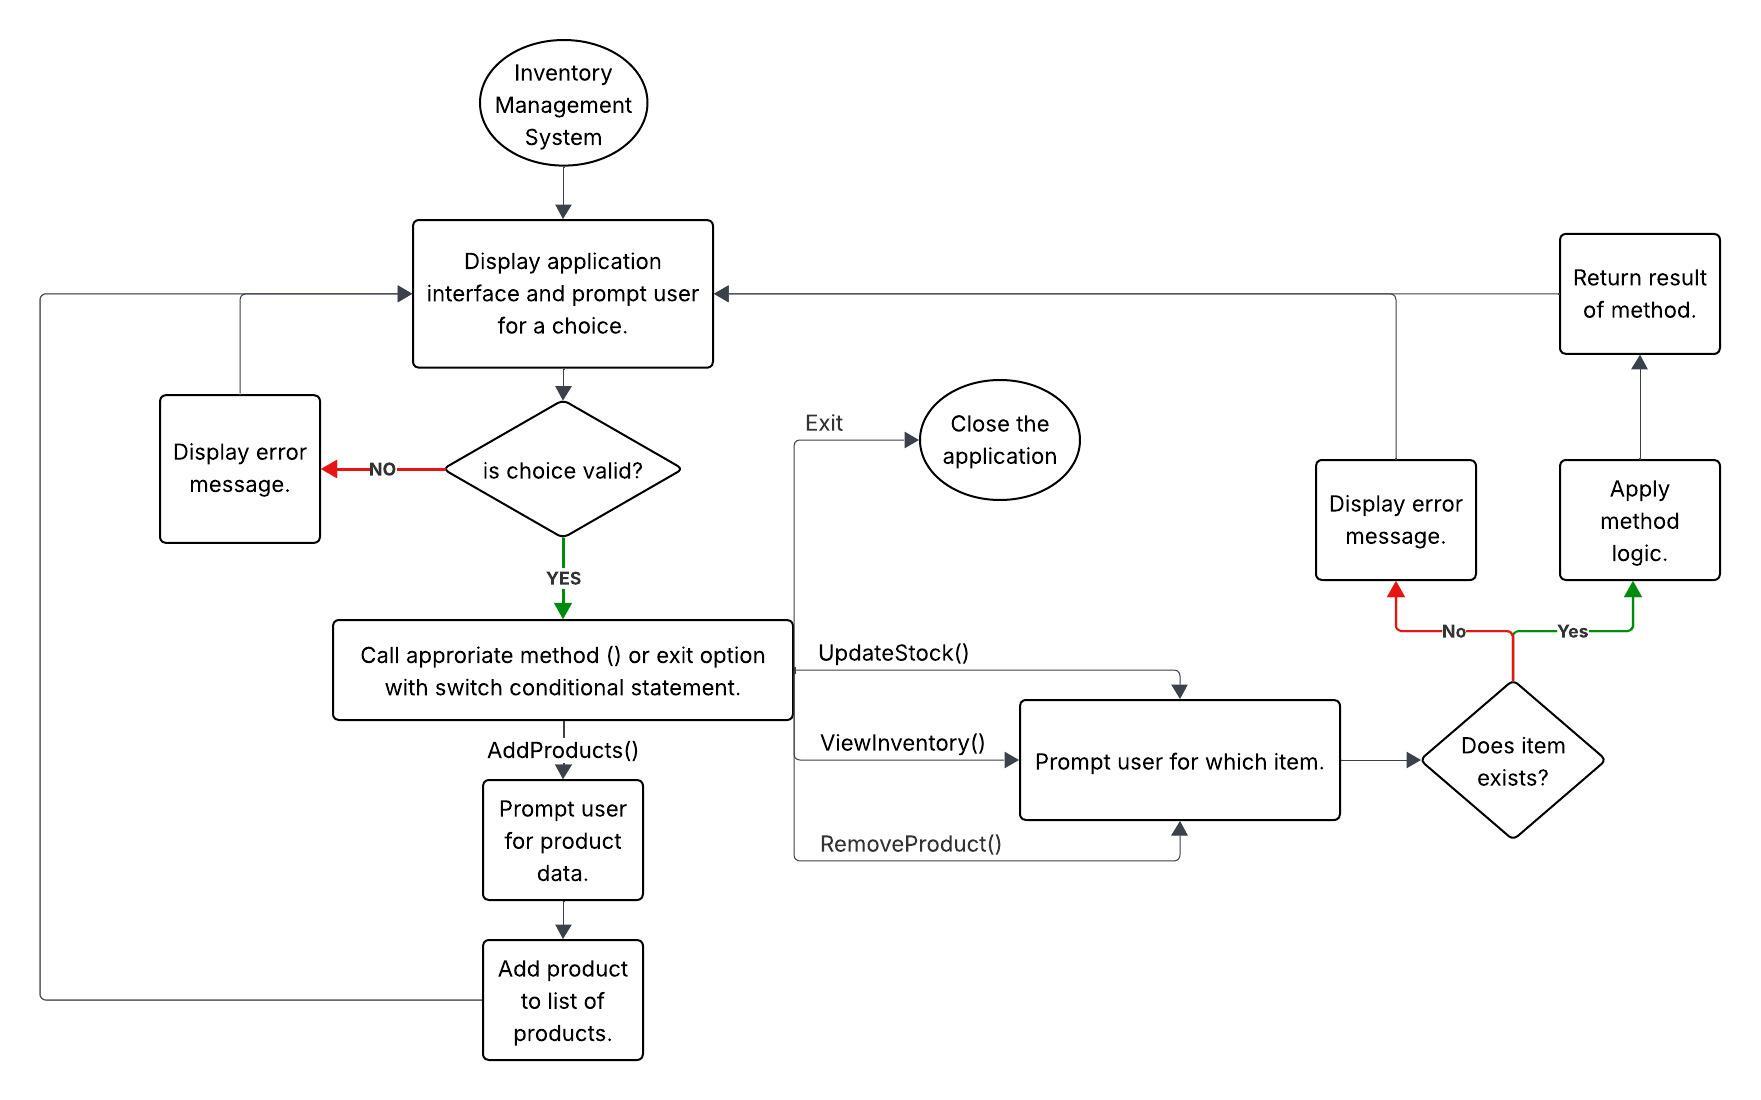 Inventory
Management
System
Display application
interface and prompt user
for a choice.
Return result
of method.
Display error
message.
NO
is choice valid?
Exit
Close the
application
Display error
message.
Apply
method
logic.
YES
No
Yes
Call approriate method () or exit option
with switch conditional statement.
UpdateStock()
AddProducts()
ViewInventory()
Prompt user for which item.
Does item
exists?
Prompt user
for product
data.
RemoveProduct()
Add product
to list of
products.